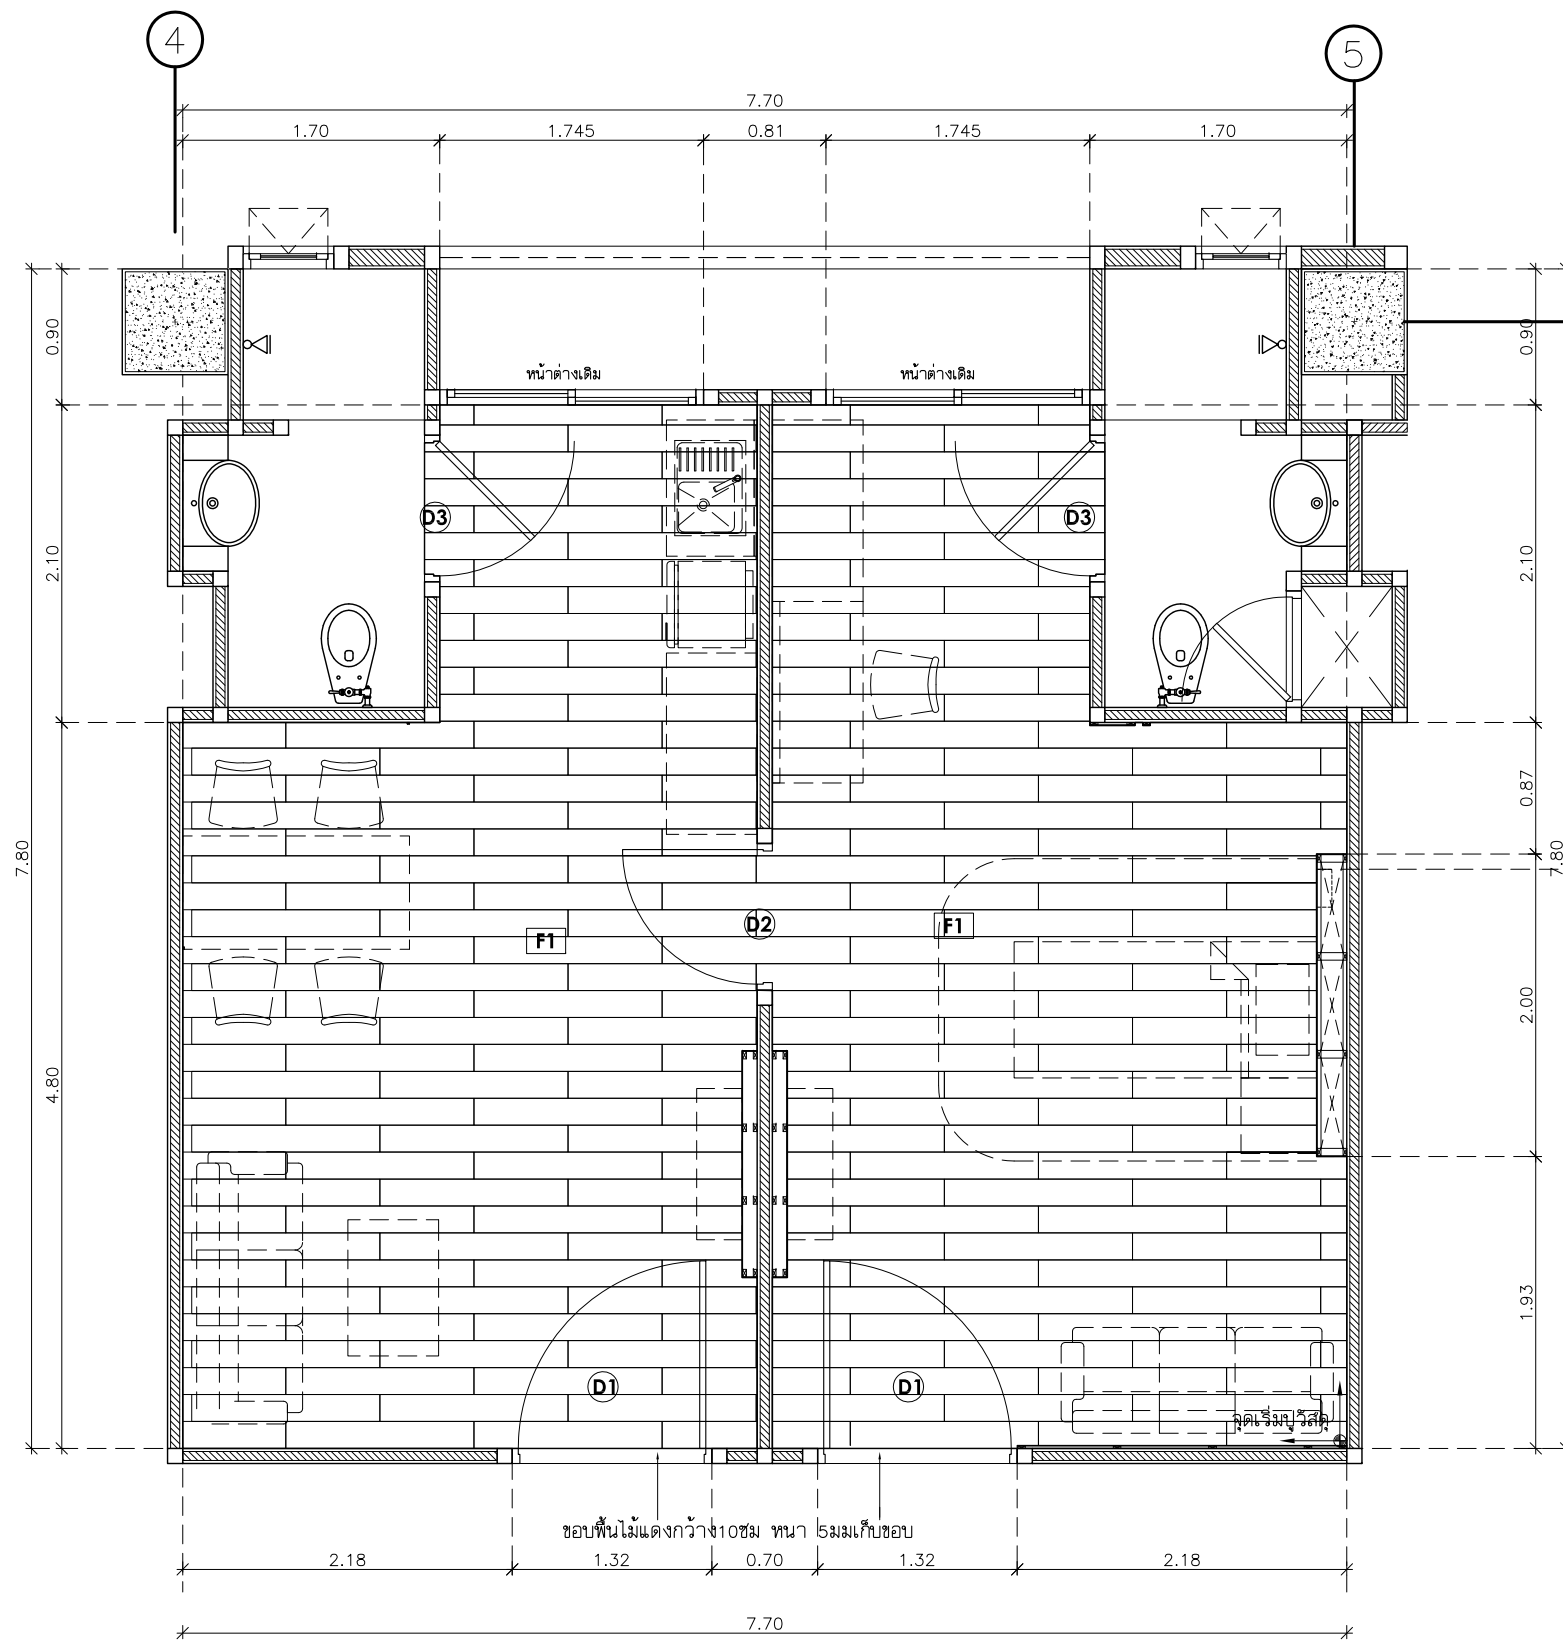 4
5
7.70
1.70
1.745
0.81
1.745
1.70
0.90
0.90
หน้าต่างเดิม
หน้าต่างเดิม
D3
D3
2.10
2.10
0.87
7.80
7.80
F1
D2
F1
2.00
4.80
1.93
D1
D1
จุดเริ่มปูวัสดุ
ขอบพื้นไม้แดงกว้าง10ซม หนา 5มมเก็บขอบ
2.18
1.32
0.70
1.32
2.18
7.70